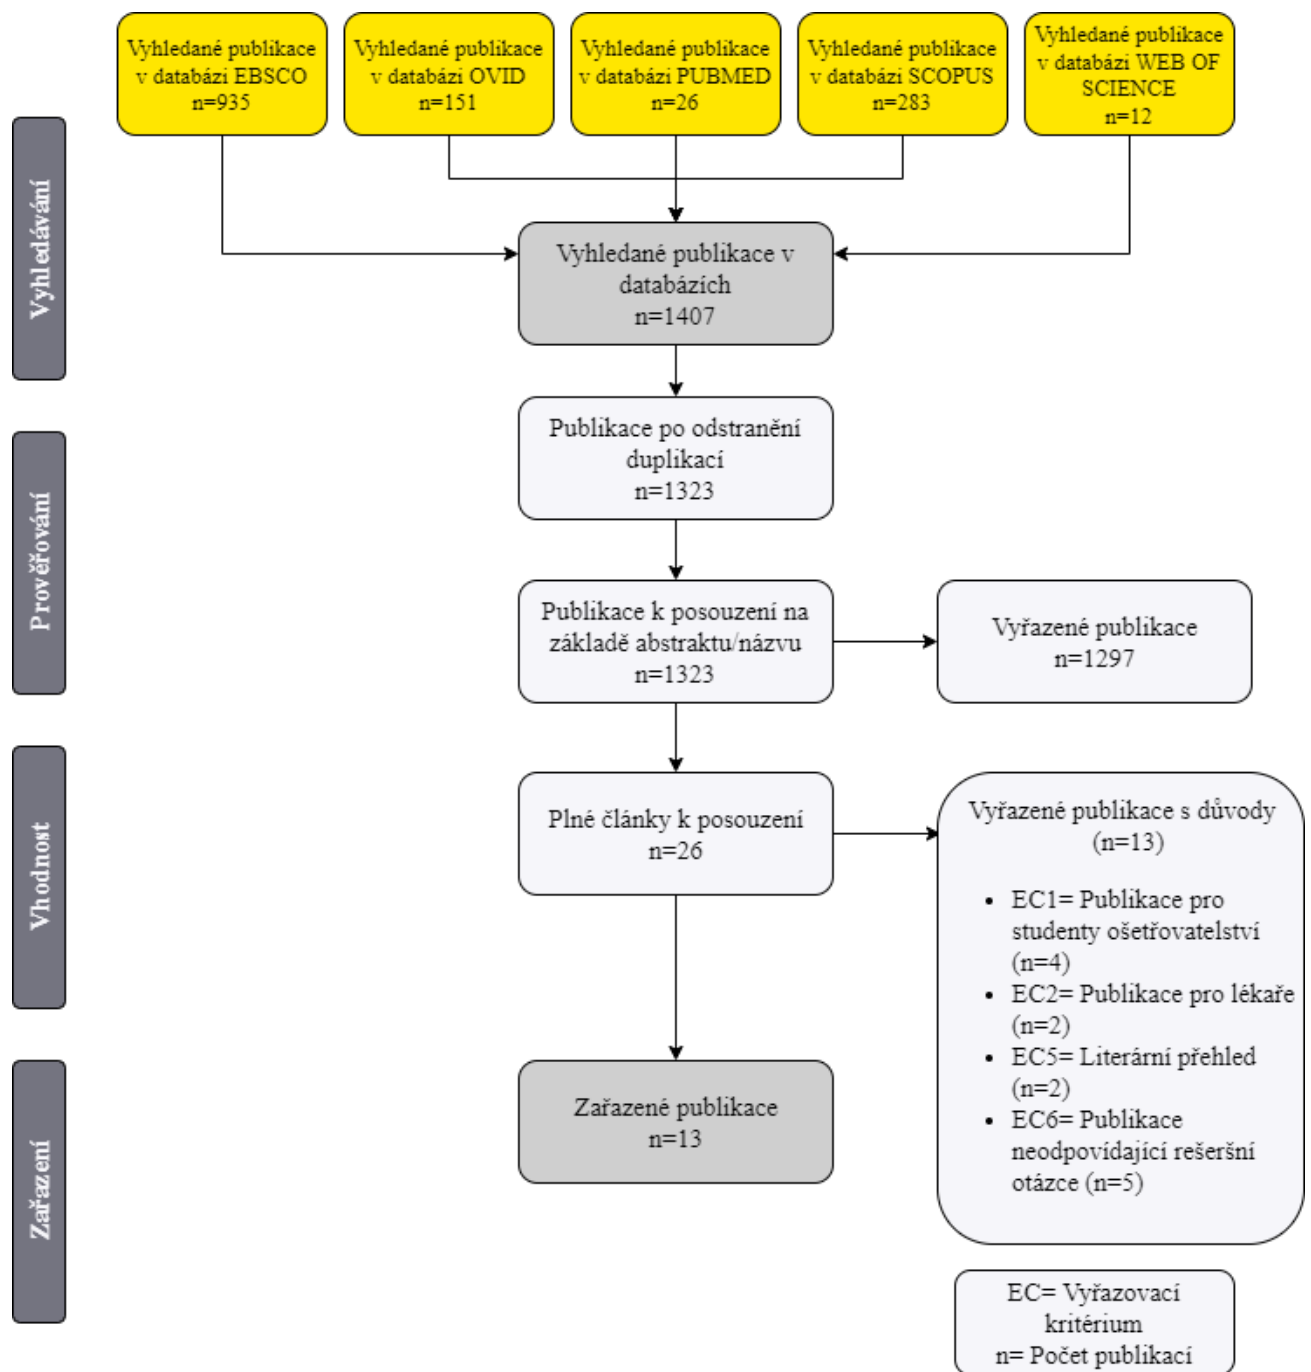 Vyhledané publikace
v databázi EBSCO
n=935
Vyhledané publikace
v databázi OVID
n=151
Vyhledané publikace
v databázi PUBMED
n=26
Vyhledané publikace
v databázi SCOPUS
n=283
Vyhledané publikace
v databázi WEB OF
SCIENCE
n=12
Vyhledávání
Vyhledané publikace v
databázích
n=1407
Prověřování
Publikace po odstranění
duplikací
n=1323
Publikace k posouzení na
základě abstraktu/názvu
n=1323
Vyřazené publikace
n=1297
Vhodnost
Plné články k posouzení
n=26
Vyřazené publikace s důvody
(n=13)
• EC1= Publikace pro
studenty ošetřovatelství
(n=4)
• EC2= Publikace pro lékaře
(n=2)
• EC5= Literární přehled
(n=2)
• EC6= Publikace
neodpovídající rešeršní
otázce (n=5)
Zařazení
Zařazené publikace
n=13
EC= Vyřazovací
kritérium
n= Počet publikací